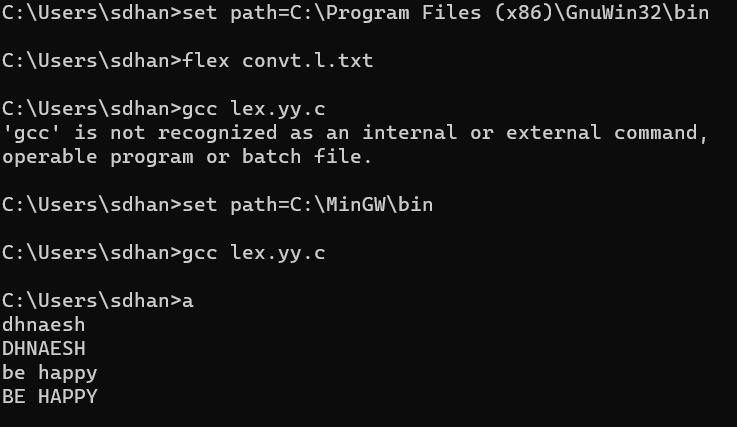 C:\Users\sdhan>set path=C:\Program Files (x86)\GnuWin32\bin
C:\Users\sdhan>flex convt.l.txt
C:\Users\sdhan>gcc lex.yy.c
'gcc' is not recognized as an internal or external command,
operable program or batch file.
C:\Users\sdhan>set path=C:\MinGW\bin
C:\Users\sdhan>gcc lex.yy.c
C:\Users\sdhan>a
dhnaesh
DHNAESH
be happy
BE HAPPY